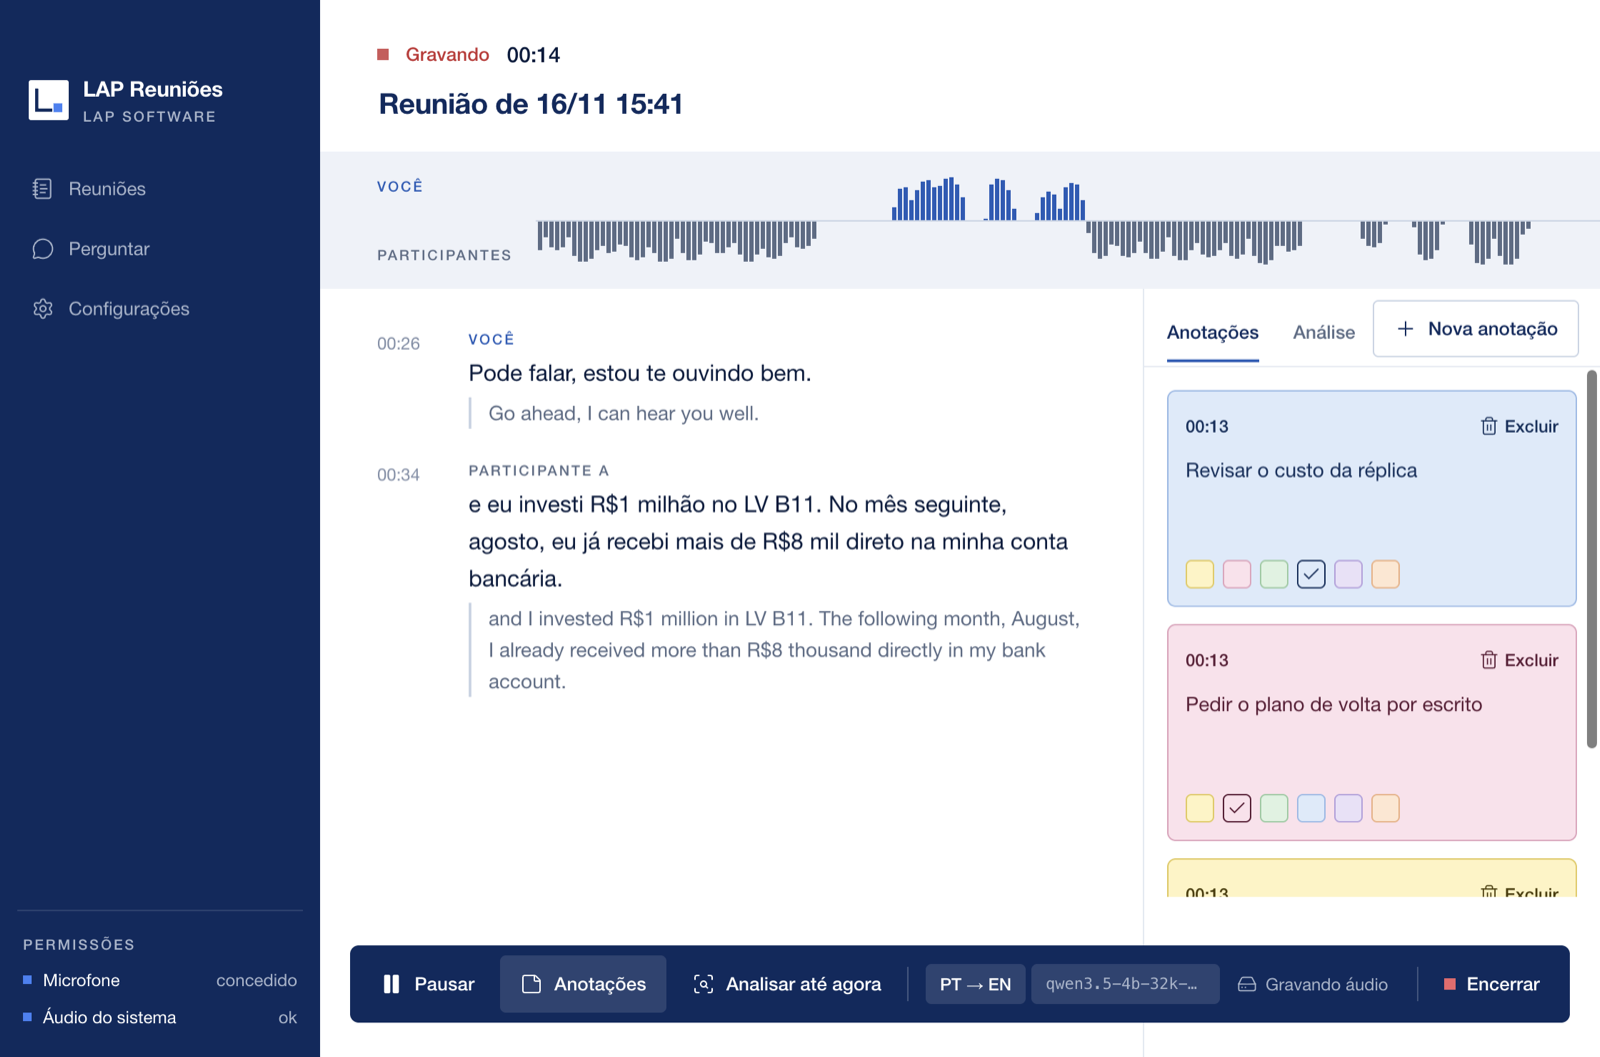 LAP Reuniões
LAP SOFTWARE
Reuniões
Perguntar
Configurações
PERMISSÕES
Microfone concedido
Áudio do sistema ok
Gravando 00:14
Reunião de 16/11 15:41
VOCÊ
PARTICIPANTES
00:26 VOCÊ
Pode falar, estou te ouvindo bem.
Go ahead, I can hear you well.
00:34 PARTICIPANTE A
e eu investi R$1 milhão no LV B11. No mês seguinte,
agosto, eu já recebi mais de R$8 mil direto na minha conta
bancária.
and I invested R$1 million in LV B11. The following month, August,
I already received more than R$8 thousand directly in my bank
account.
Anotações Análise + Nova anotação
00:13 Excluir
Revisar o custo da réplica
00:13 Excluir
Pedir o plano de volta por escrito
00:13 Excluir
Pausar Anotações Analisar até agora PT → EN qwen3.5-4b-32k-… Gravando áudio Encerrar